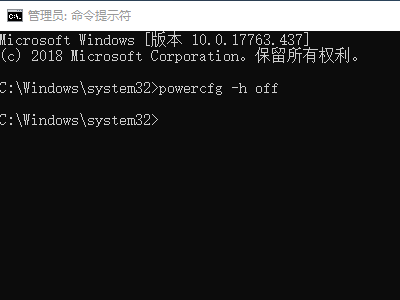 管理员: 命令提示符
Microsoft Windows [版本 10.0.17763.437]
(c) 2018 Microsoft Corporation。保留所有权利。
C:\Windows\system32>powercfg -h off
C:\Windows\system32>